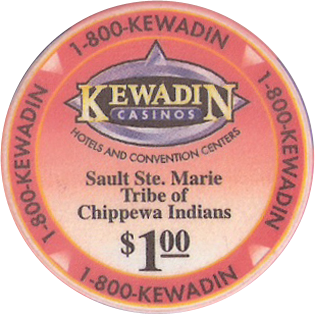 1-800-KEWADIN
1-800-KEWADIN
1-800-KEWADIN
1-800-KEWADIN
KEWADIN
CASINOS
HOTELS AND CONVENTION CENTERS
Sault Ste. Marie
Tribe of
Chippewa Indians
$1.00